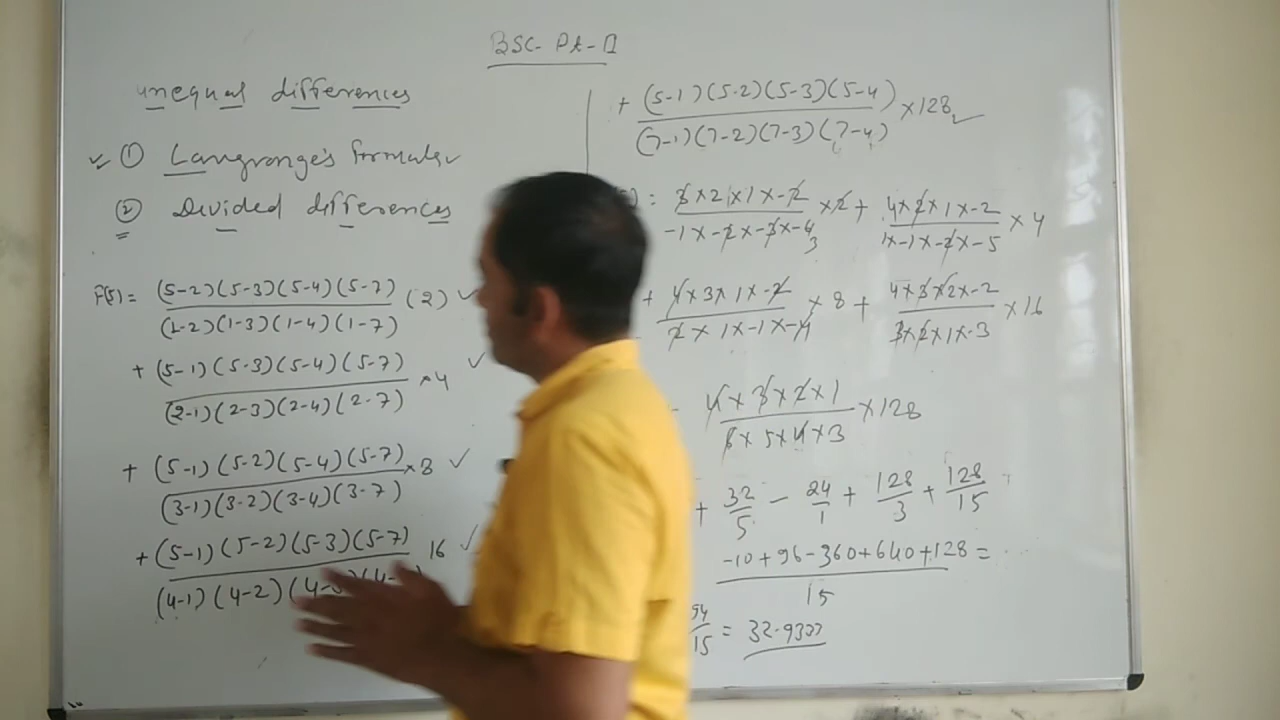 BSC- Pt-II
unequal differences
① Langrange's formula
② Divided differences
F(5) = (5-2)(5-3)(5-4)(5-7)
(1-2)(1-3)(1-4)(1-7) (2)
+ (5-1)(5-3)(5-4)(5-7)
(2-1)(2-3)(2-4)(2-7) ×4
+ (5-1)(5-2)(5-4)(5-7)
(3-1)(3-2)(3-4)(3-7) ×8
+ (5-1)(5-2)(5-3)(5-7) 16
(4-1)(4-2)(4-
+ (5-1)(5-2)(5-3)(5-4)
(7-1)(7-2)(7-3)(7-4) ×128
= 3×2×1×-2 ×2 + 4×2×1×-2 ×4
-1×-2×-3× 1×-1×-2×-5
+ 4×3×1×-2 ×8 + 4×3×2×-2 ×16
2×1×-1×-4 3×2×1×-3
4×3×2×1 ×128
6×5×4×3
+ 32/5 - 24/1 + 128/3 + 128/15
-10+96-360+640+128 =
15
94/15 = 32.9333